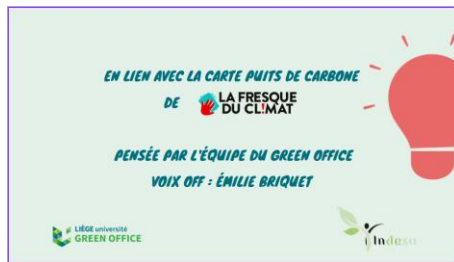 EN LIEN AVEC LA CARTE PUITS DE CARBONE
DE LA FRESQUE
DU CL!MAT
PENSÉE PAR L'ÉQUIPE DU GREEN OFFICE
VOIX OFF : ÉMILIE BRIQUET
LIÈGE université
GREEN OFFICE